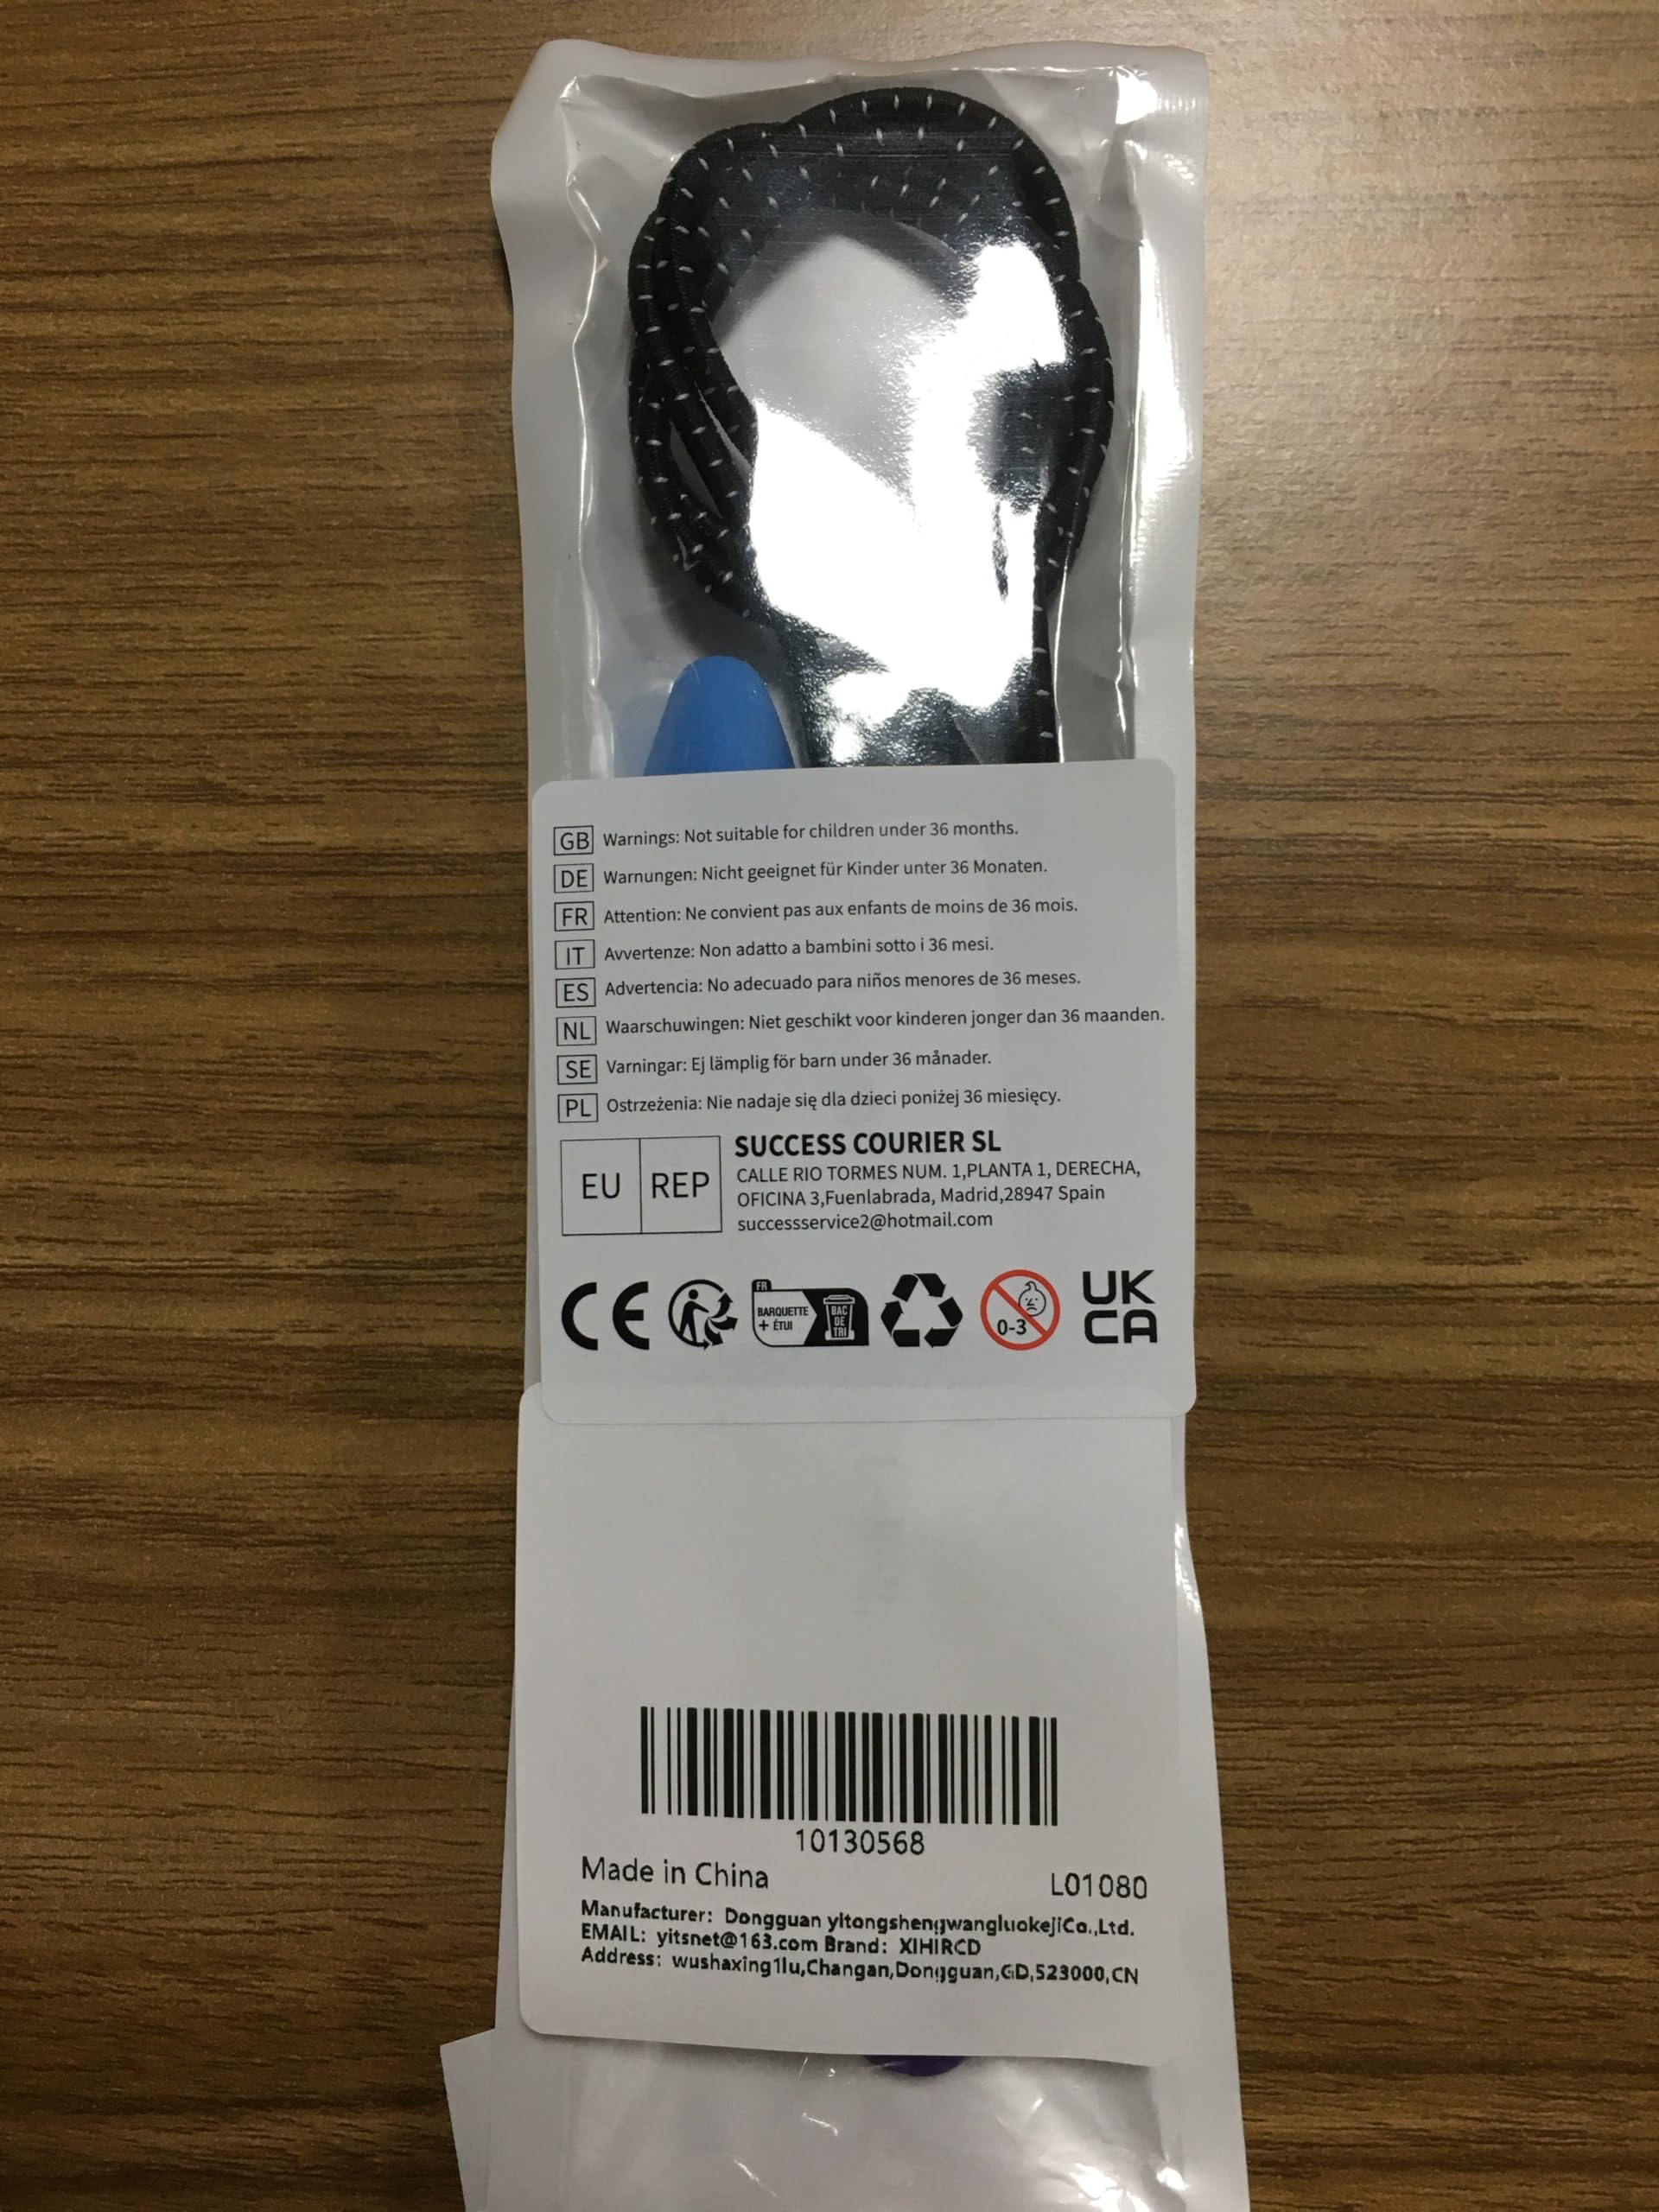 GB Warnings: Not suitable for children under 36 months.
DE Warnungen: Nicht geeignet für Kinder unter 36 Monaten.
FR Attention: Ne convient pas aux enfants de moins de 36 mois.
IT Avvertenze: Non adatto a bambini sotto i 36 mesi.
ES Advertencia: No adecuado para niños menores de 36 meses.
NL Waarschuwingen: Niet geschikt voor kinderen jonger dan 36 maanden.
SE Varningar: Ej lämplig för barn under 36 månader.
PL Ostrzeżenia: Nie nadaje się dla dzieci poniżej 36 miesięcy.
EU REP
SUCCESS COURIER SL
CALLE RIO TORMES NUM. 1,PLANTA 1, DERECHA,
OFICINA 3,Fuenlabrada, Madrid,28947 Spain
successservice2@hotmail.com
CE
FR
BARQUETTE
+ ÉTUI
BAC
DE
TRI
0-3
UK
CA
10130568
Made in China L01080
Manufacturer: Dongguan yitongshengwangluokejiCo.,Ltd.
EMAIL: yitsnet@163.com Brand: XIHIRCD
Address: wushaxing1lu,Changan,Dongguan,GD,523000,CN